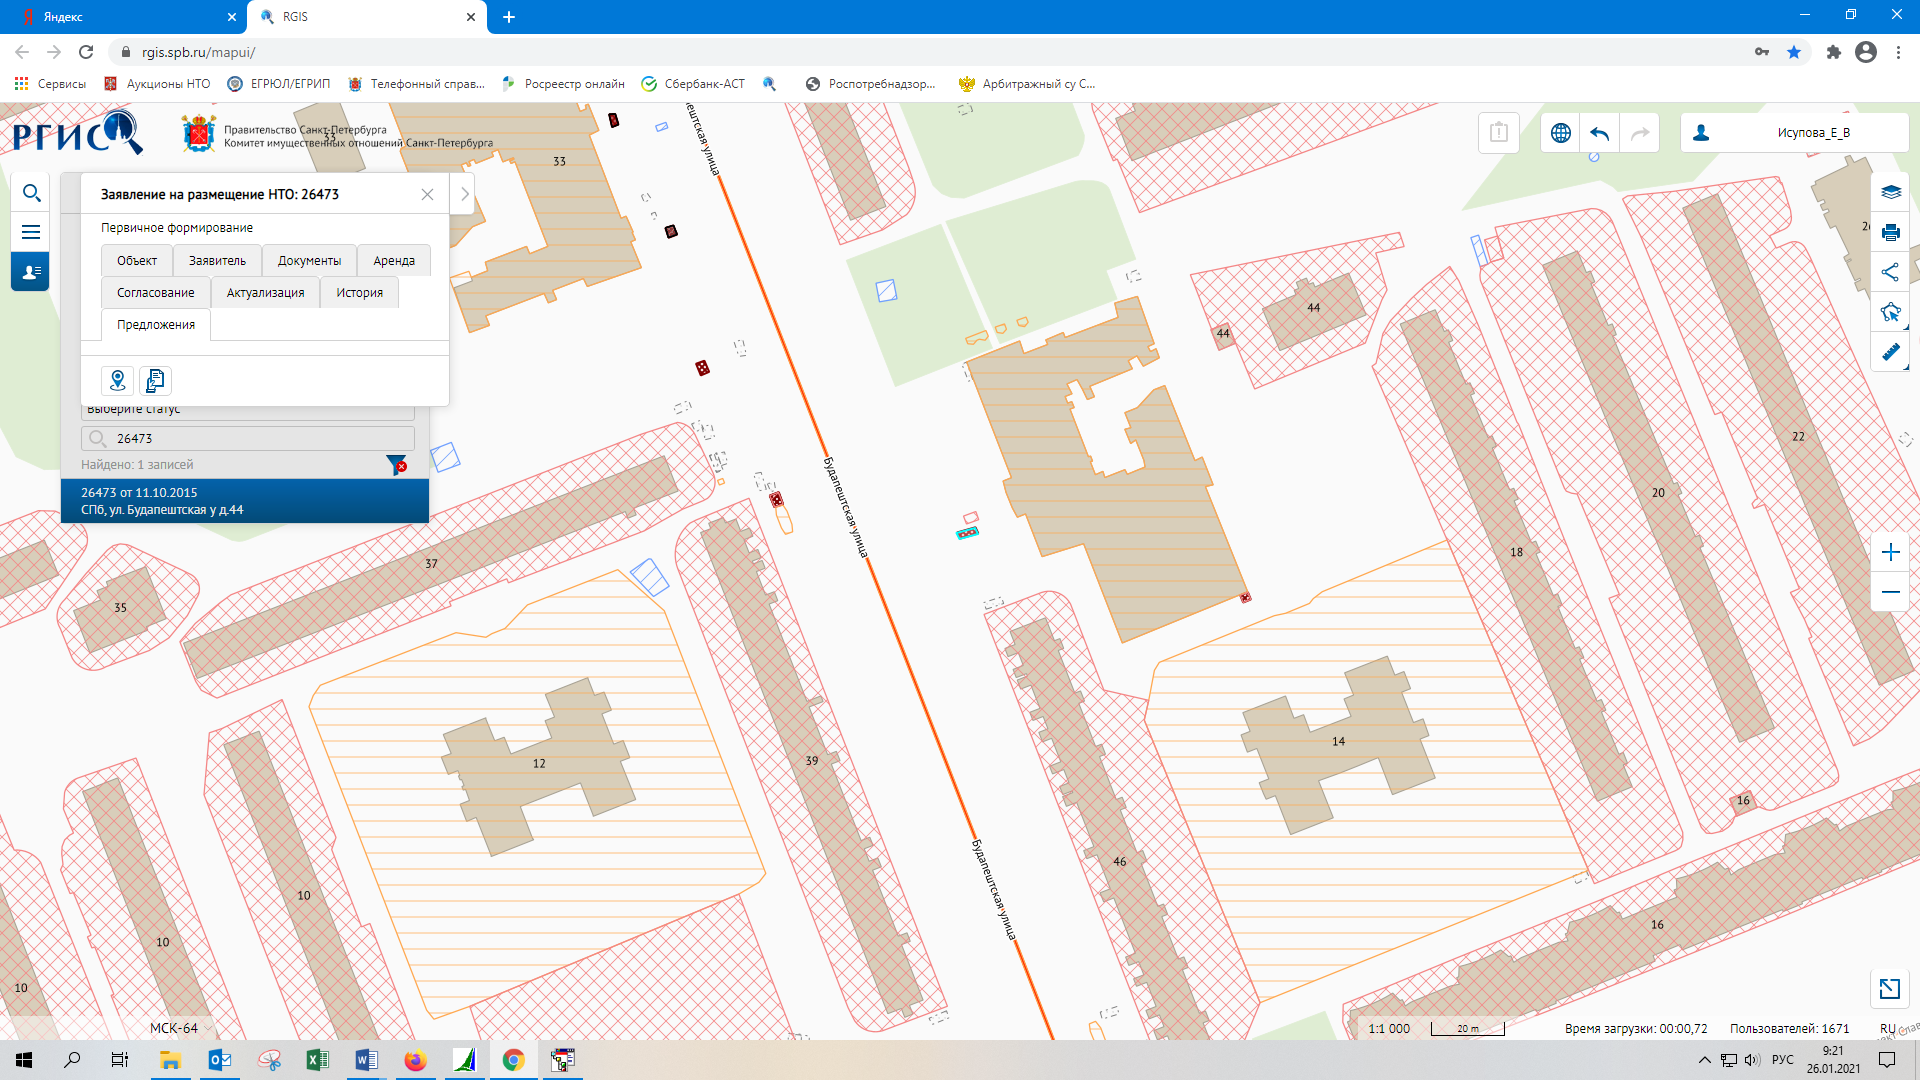 Яндекс
RGIS
rgis.spb.ru/mapui/
Сервисы
Аукционы НТО
ЕГРЮЛ/ЕГРИП
Телефонный справ...
Росреестр онлайн
Сбербанк-АСТ
Роспотребнадзор...
Арбитражный су С...
РГИС
Правительство Санкт-Петербурга
Комитет имущественных отношений Санкт-Петербурга
Исупова_Е_В
Заявление на размещение НТО: 26473
Первичное формирование
Объект
Заявитель
Документы
Аренда
Согласование
Актуализация
История
Предложения
Выберите статус
26473
Найдено: 1 записей
26473 от 11.10.2015
СПб, ул. Будапештская у д.44
33
33
44
44
22
20
18
37
35
12
39
14
46
16
16
10
10
10
Будапештская улица
Будапештская улица
МСК-64
1:1 000
20 m
Время загрузки: 00:00,72
Пользователей: 1671
RU
РУС
9:21
26.01.2021